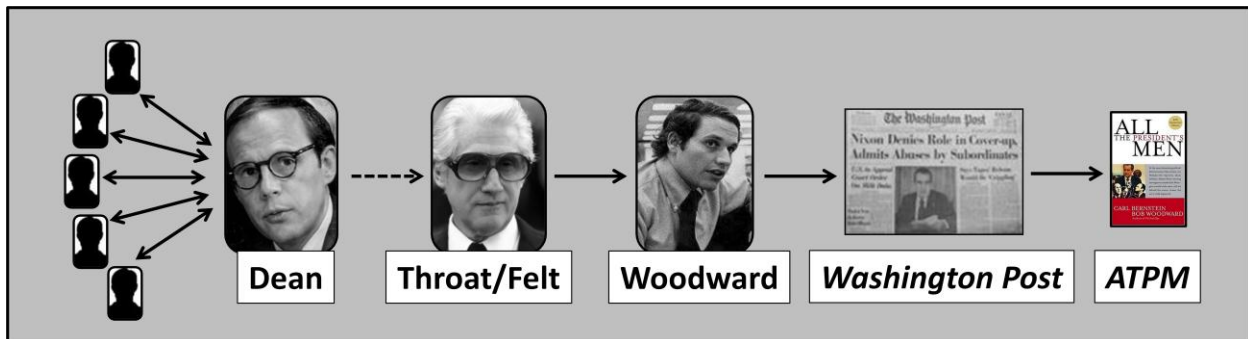 The Washington Post
Nixon Denies Role in Cover-up,
Admits Abuses by Subordinates
ALL
THE PRESIDENT'S
MEN
CARL BERNSTEIN
BOB WOODWARD
Dean
Throat/Felt
Woodward
Washington Post
ATPM